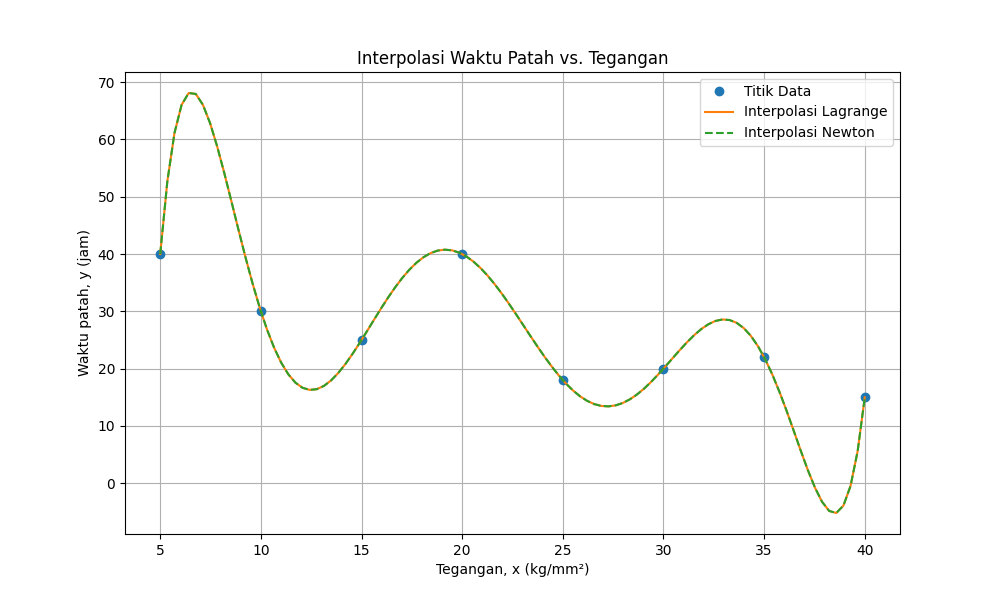 Interpolasi Waktu Patah vs. Tegangan
Titik Data
Interpolasi Lagrange
Interpolasi Newton
Waktu patah, y (jam)
70
60
50
40
30
20
10
0
5 10 15 20 25 30 35 40
Tegangan, x (kg/mm²)